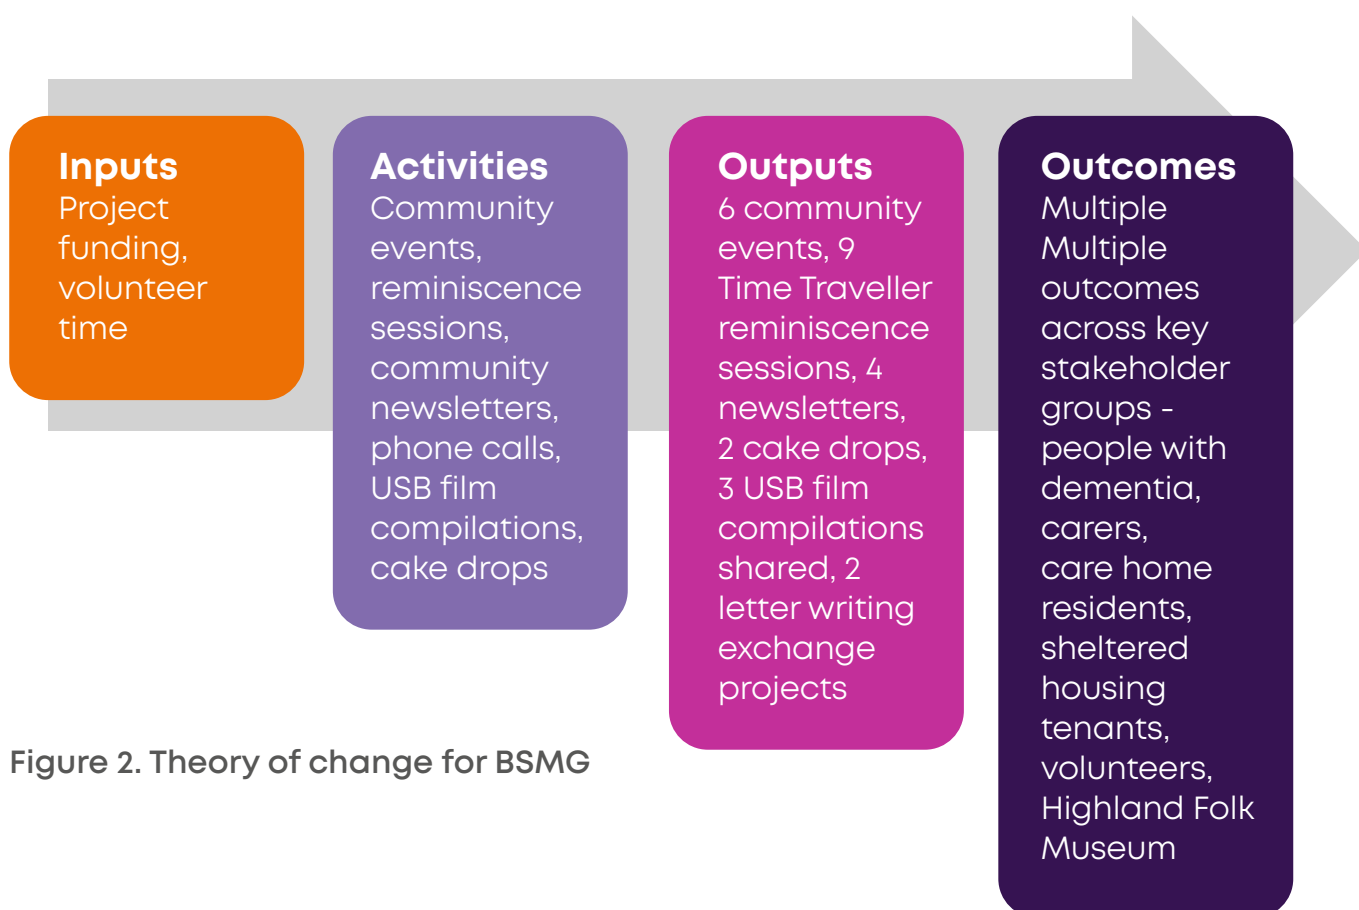 Inputs
Project
funding,
volunteer
time
Activities
Community
events,
reminiscence
sessions,
community
newsletters,
phone calls,
USB film
compilations,
cake drops
Outputs
6 community
events, 9
Time Traveller
reminiscence
sessions, 4
newsletters,
2 cake drops,
3 USB film
compilations
shared, 2
letter writing
exchange
projects
Outcomes
Multiple
Multiple
outcomes
across key
stakeholder
groups -
people with
dementia,
carers,
care home
residents,
sheltered
housing
tenants,
volunteers,
Highland Folk
Museum
Figure 2. Theory of change for BSMG